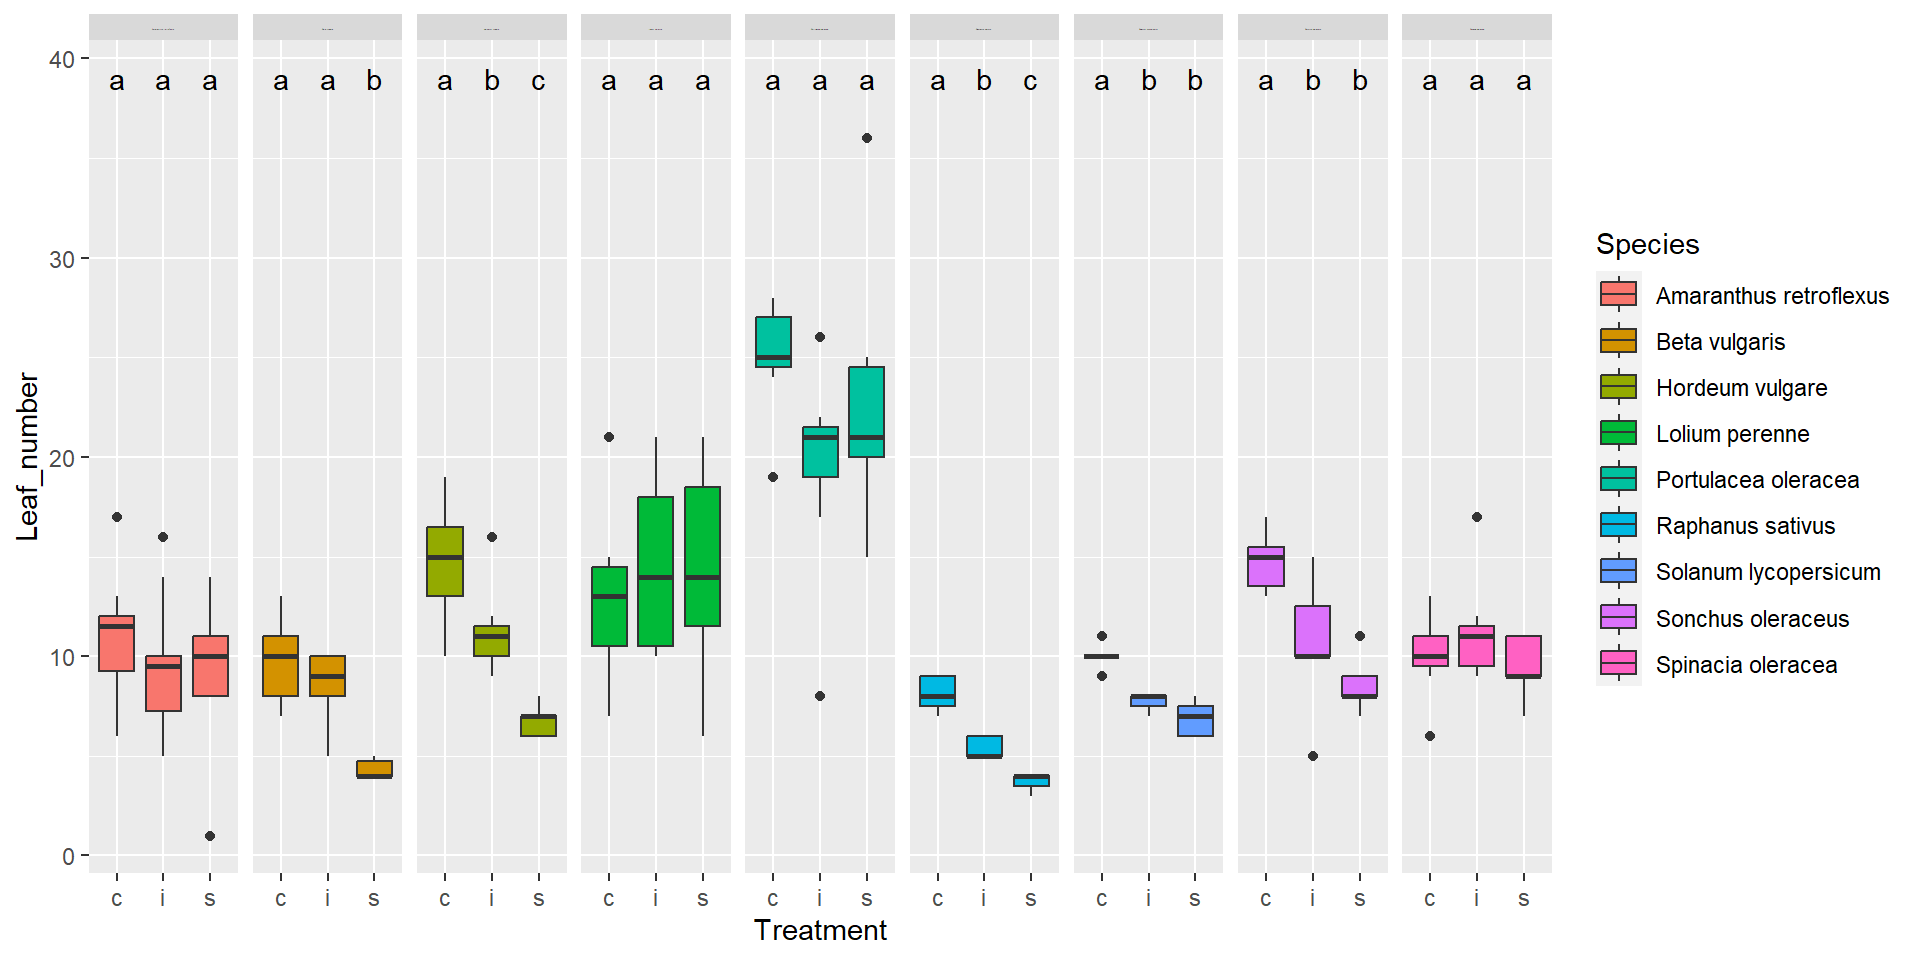 40
a a a a a b a b c a a a a a a a b c a b b a b b a a a
30
20
10
0
Leaf_number
c i s c i s c i s c i s c i s c i s c i s c i s c i s
Treatment
Species
Amaranthus retroflexus
Beta vulgaris
Hordeum vulgare
Lolium perenne
Portulacea oleracea
Raphanus sativus
Solanum lycopersicum
Sonchus oleraceus
Spinacia oleracea